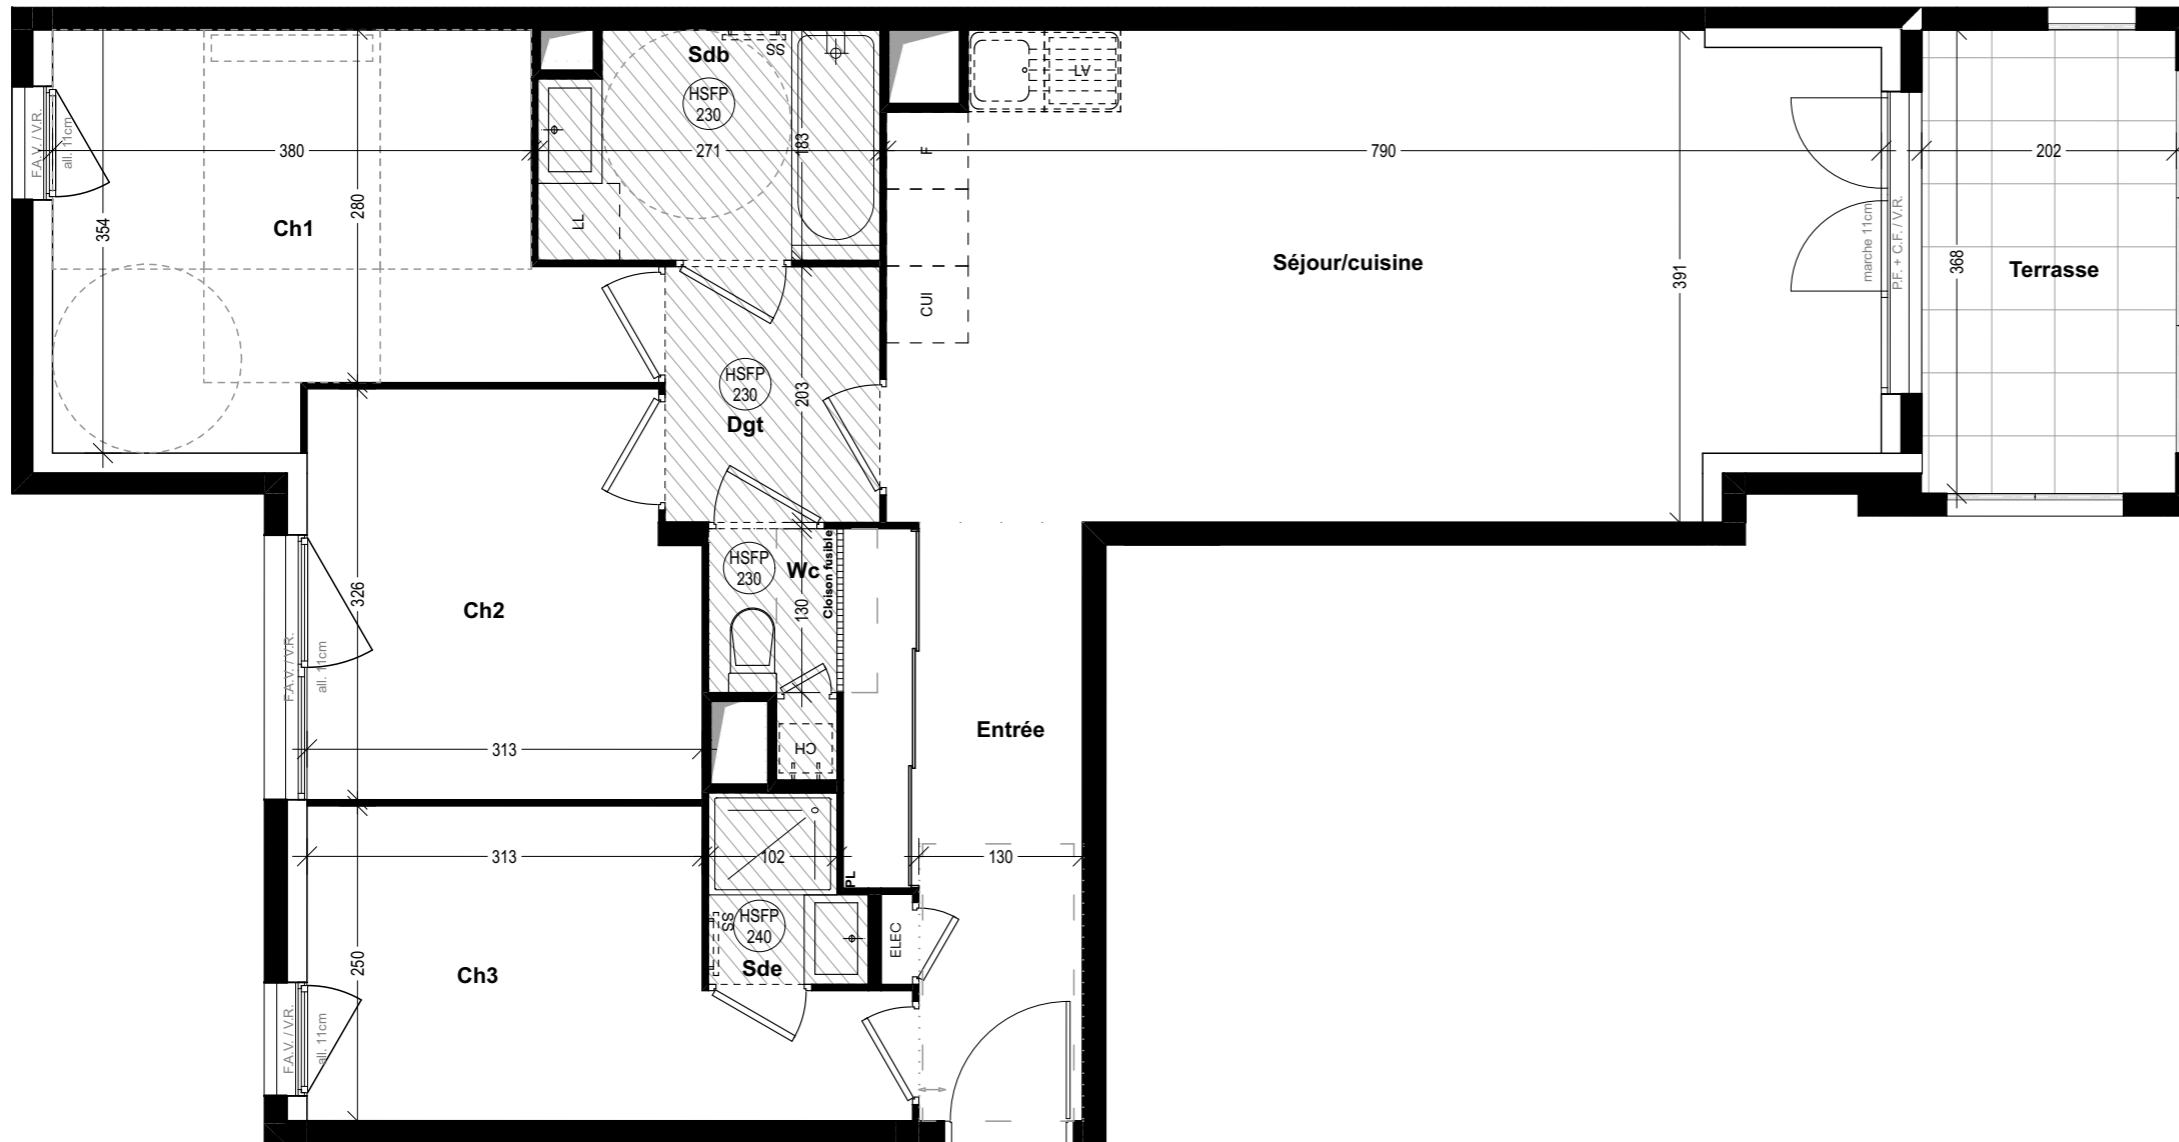 Sdb
SS
HSFP
230
LV
F.A.V. / V.R.
all. 11cm
380
271
183
F
790
202
280
354
Ch1
LL
Séjour/cuisine
391
marche 11cm
P.F. + C.F. / V.R.
368
Terrasse
CUI
HSFP
230
203
Dgt
HSFP
230
Wc
Cloison fusible
130
326
Ch2
F.A.V. / V.R.
all. 11cm
313
CH
Entrée
313
102
130
PL
SS
HSFP
240
ELEC
Sde
250
Ch3
F.A.V. / V.R.
all. 11cm